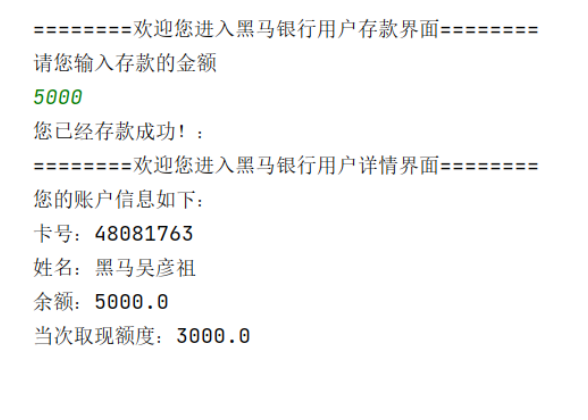 ========欢迎您进入黑马银行用户存款界面========
请您输入存款的金额
5000
您已经存款成功！：
========欢迎您进入黑马银行用户详情界面========
您的账户信息如下：
卡号：48081763
姓名：黑马吴彦祖
余额：5000.0
当次取现额度：3000.0